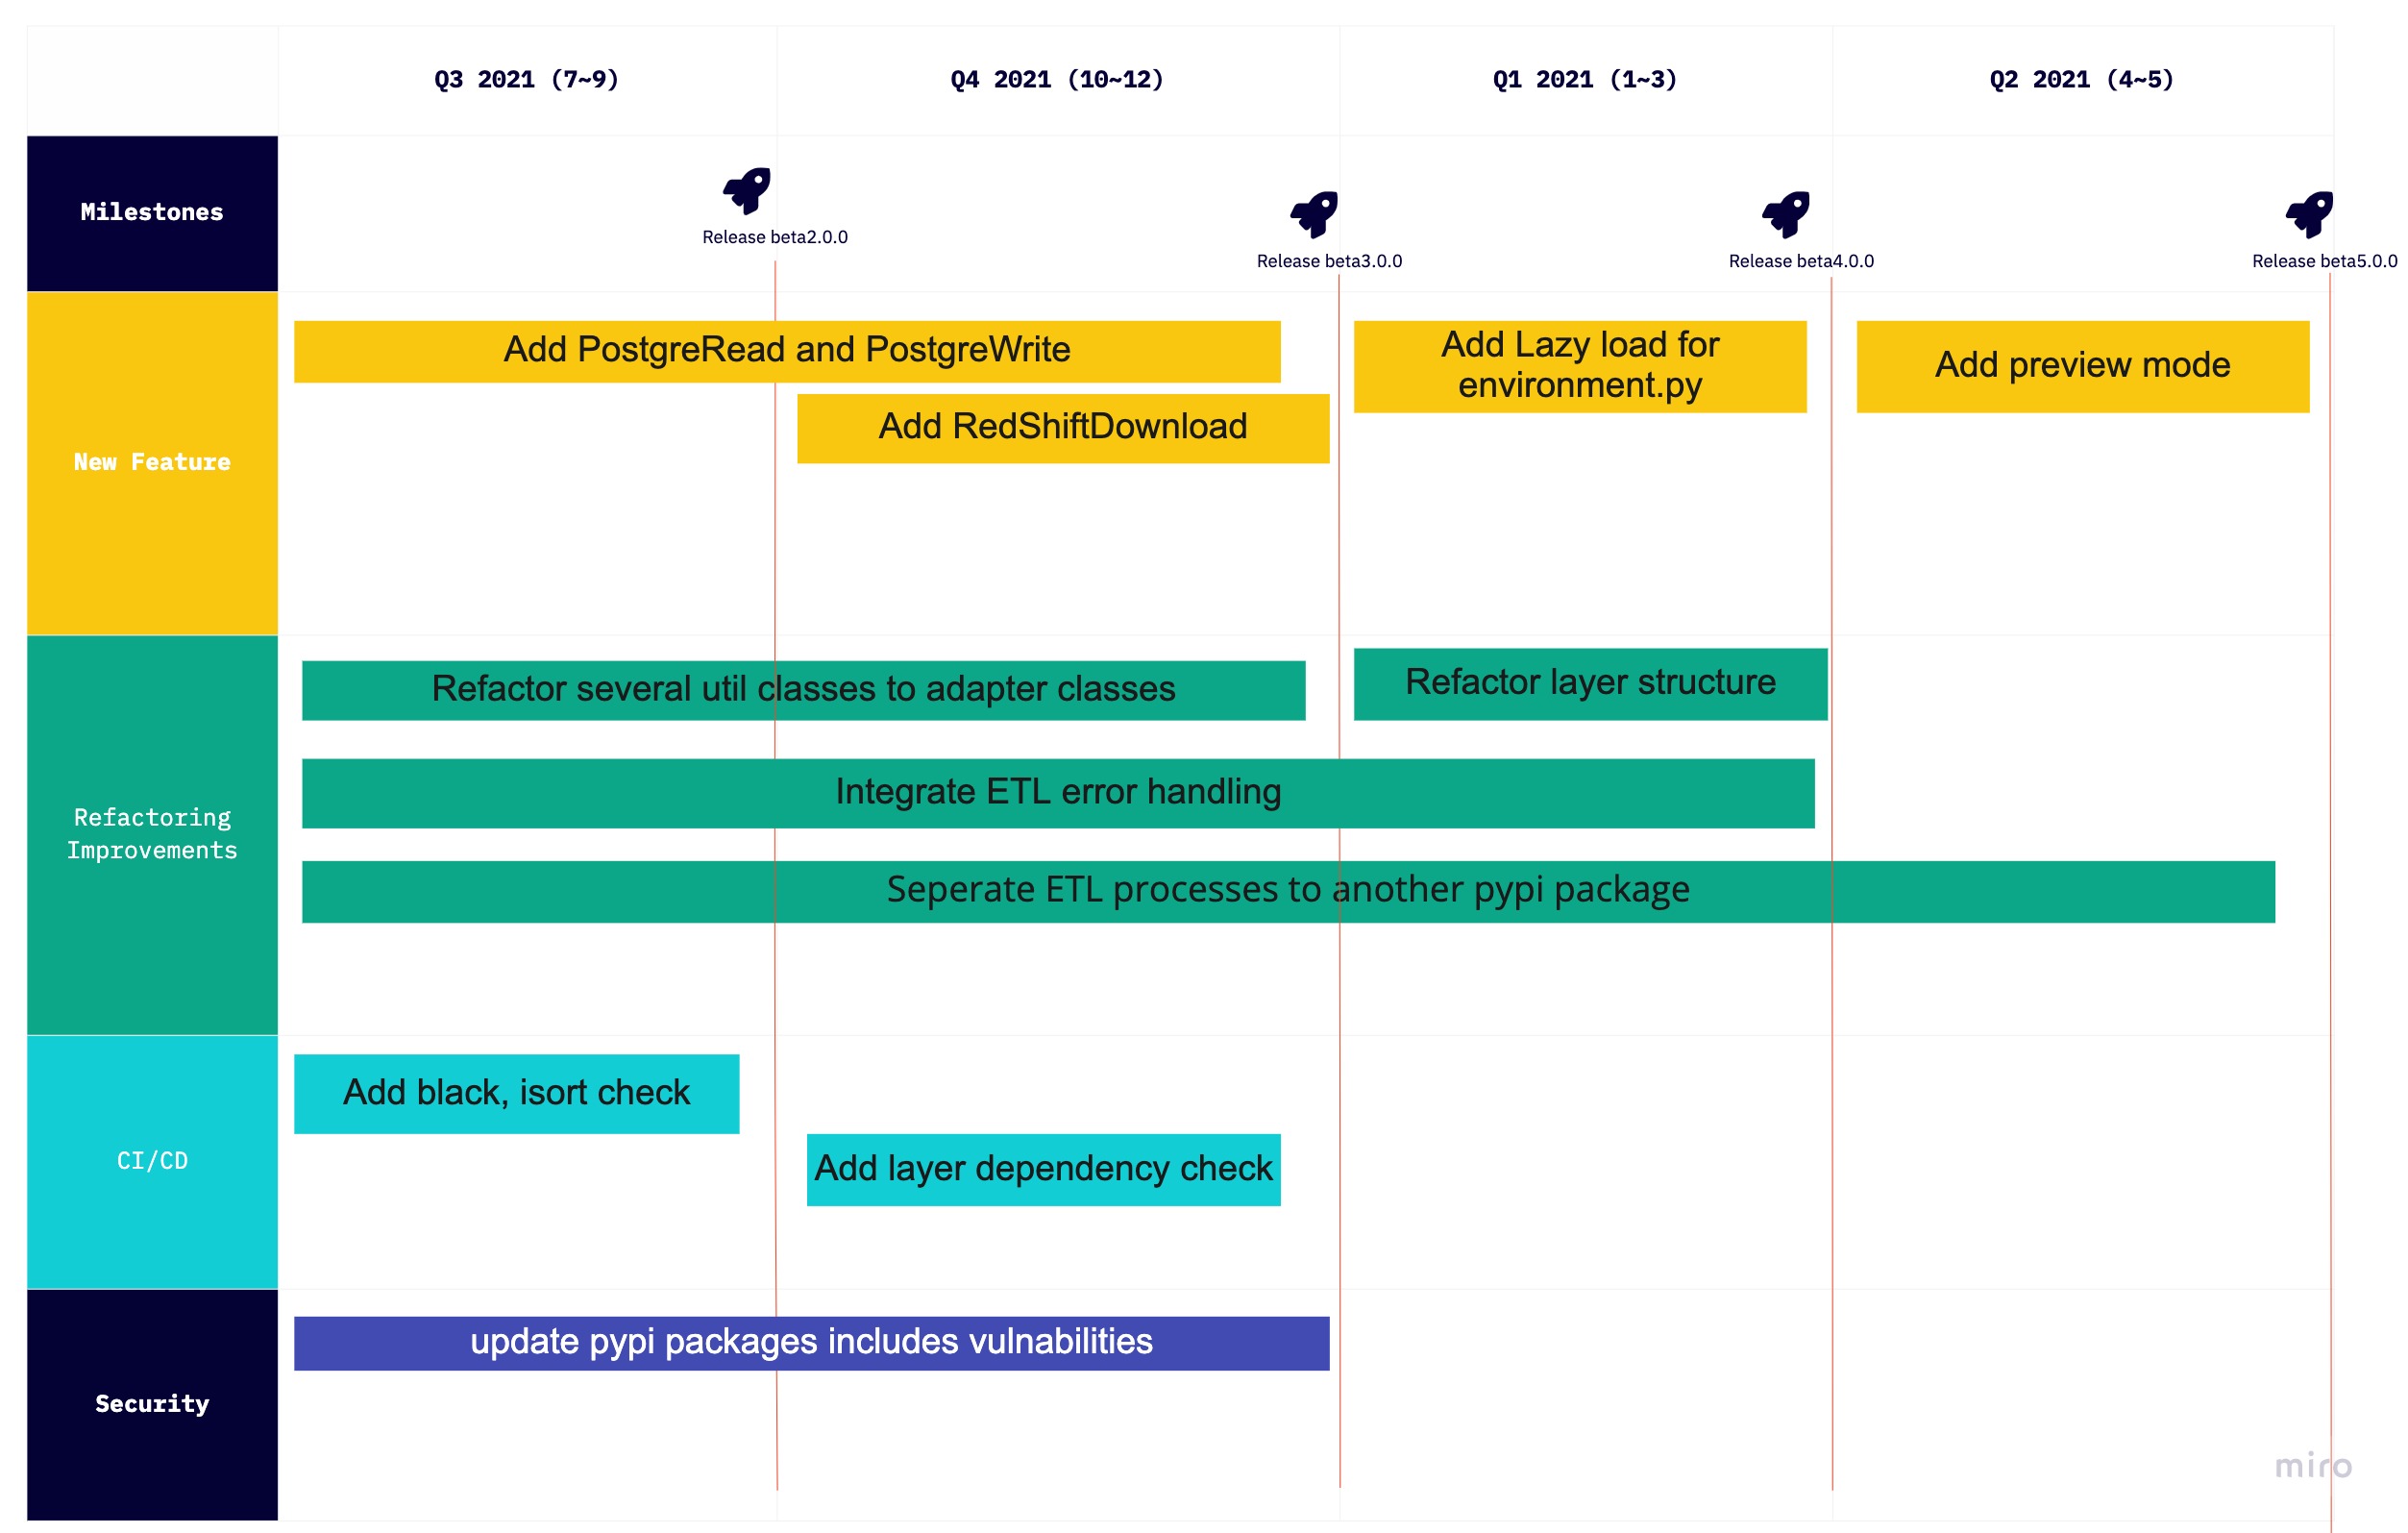 Q3 2021 (7~9)
Q4 2021 (10~12)
Q1 2021 (1~3)
Q2 2021 (4~5)
Milestones
Release beta2.0.0
Release beta3.0.0
Release beta4.0.0
Release beta5.0.0
New Feature
Add PostgreRead and PostgreWrite
Add Lazy load for
environment.py
Add preview mode
Add RedShiftDownload
Refactoring
Improvements
Refactor several util classes to adapter classes
Refactor layer structure
Integrate ETL error handling
Seperate ETL processes to another pypi package
CI/CD
Add black, isort check
Add layer dependency check
Security
update pypi packages includes vulnabilities
miro